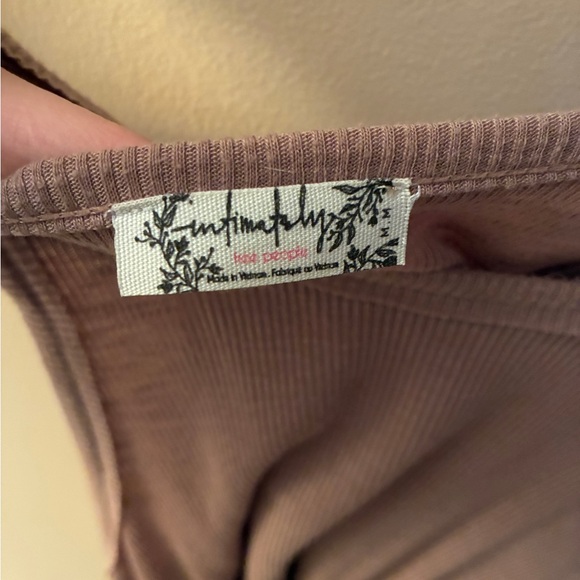 intimately
free people
Made in Vietnam. Fabriqué au Vietnam
M M